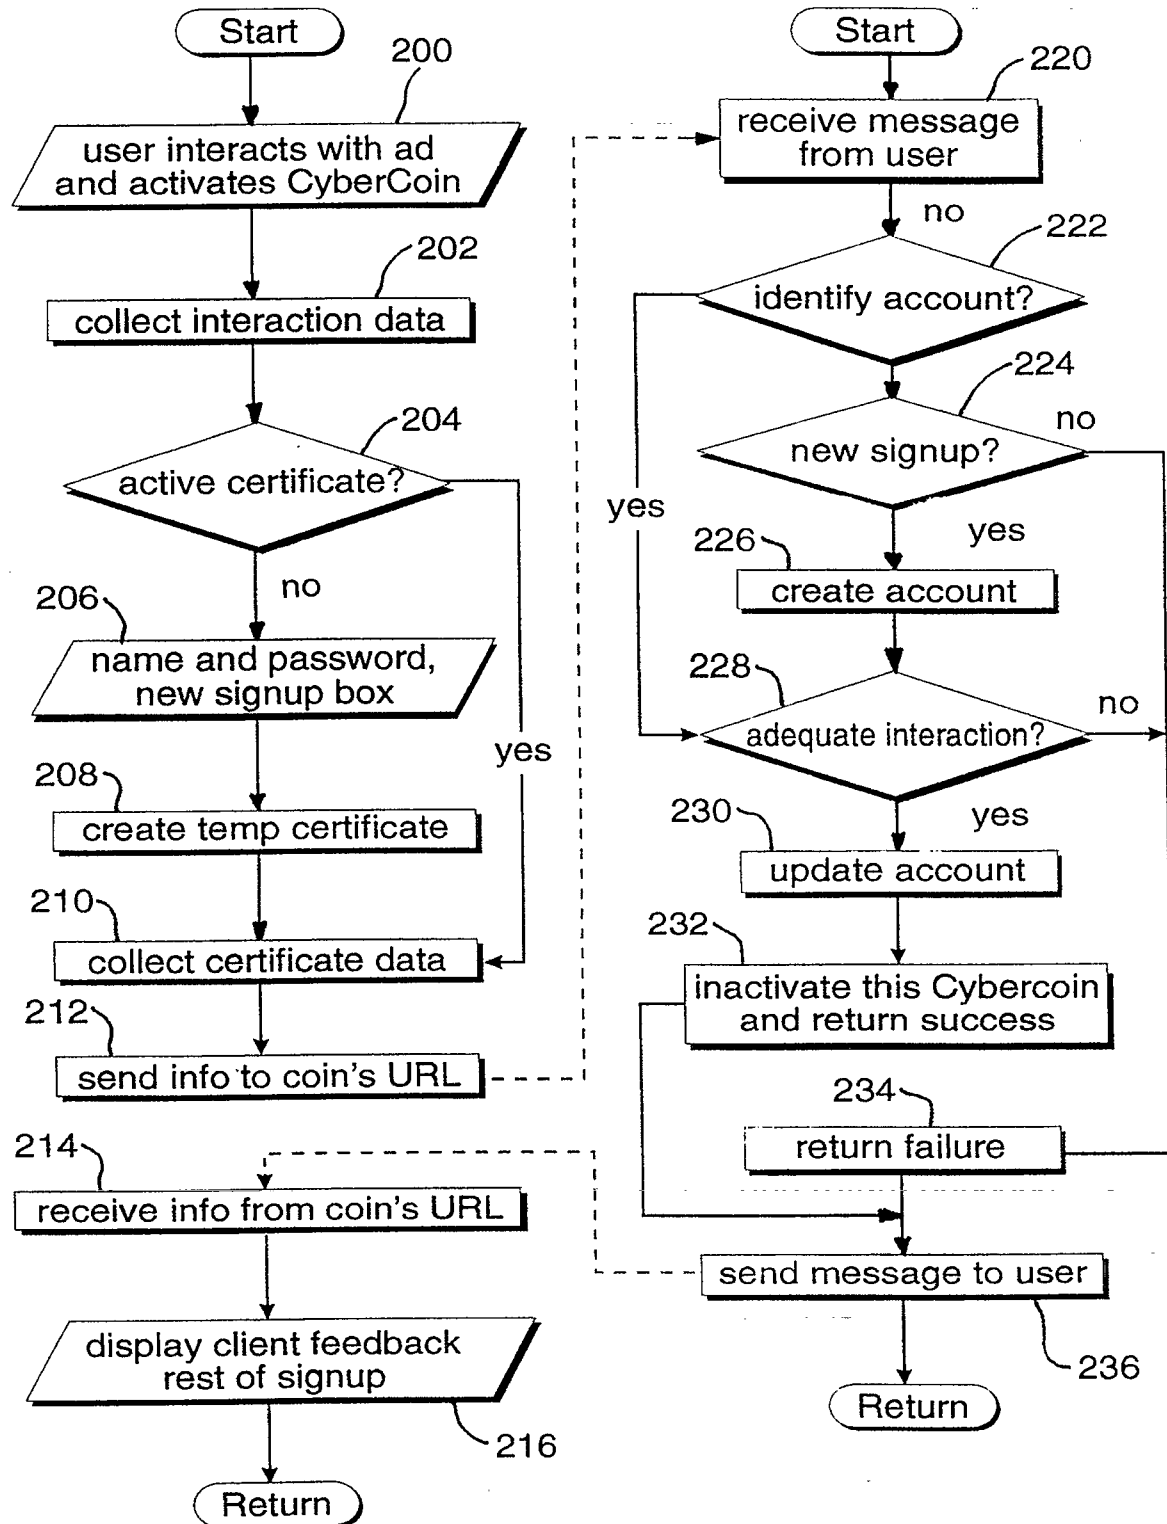 Start
200
user interacts with ad
and activates CyberCoin
202
collect interaction data
204
active certificate?
no
yes
206
name and password,
new signup box
208
create temp certificate
210
collect certificate data
212
send info to coin's URL
214
receive info from coin's URL
display client feedback
rest of signup
216
Return
Start
220
receive message
from user
no
222
identify account?
yes
224
new signup?
no
yes
226
create account
228
adequate interaction?
no
yes
230
update account
232
inactivate this Cybercoin
and return success
234
return failure
send message to user
236
Return